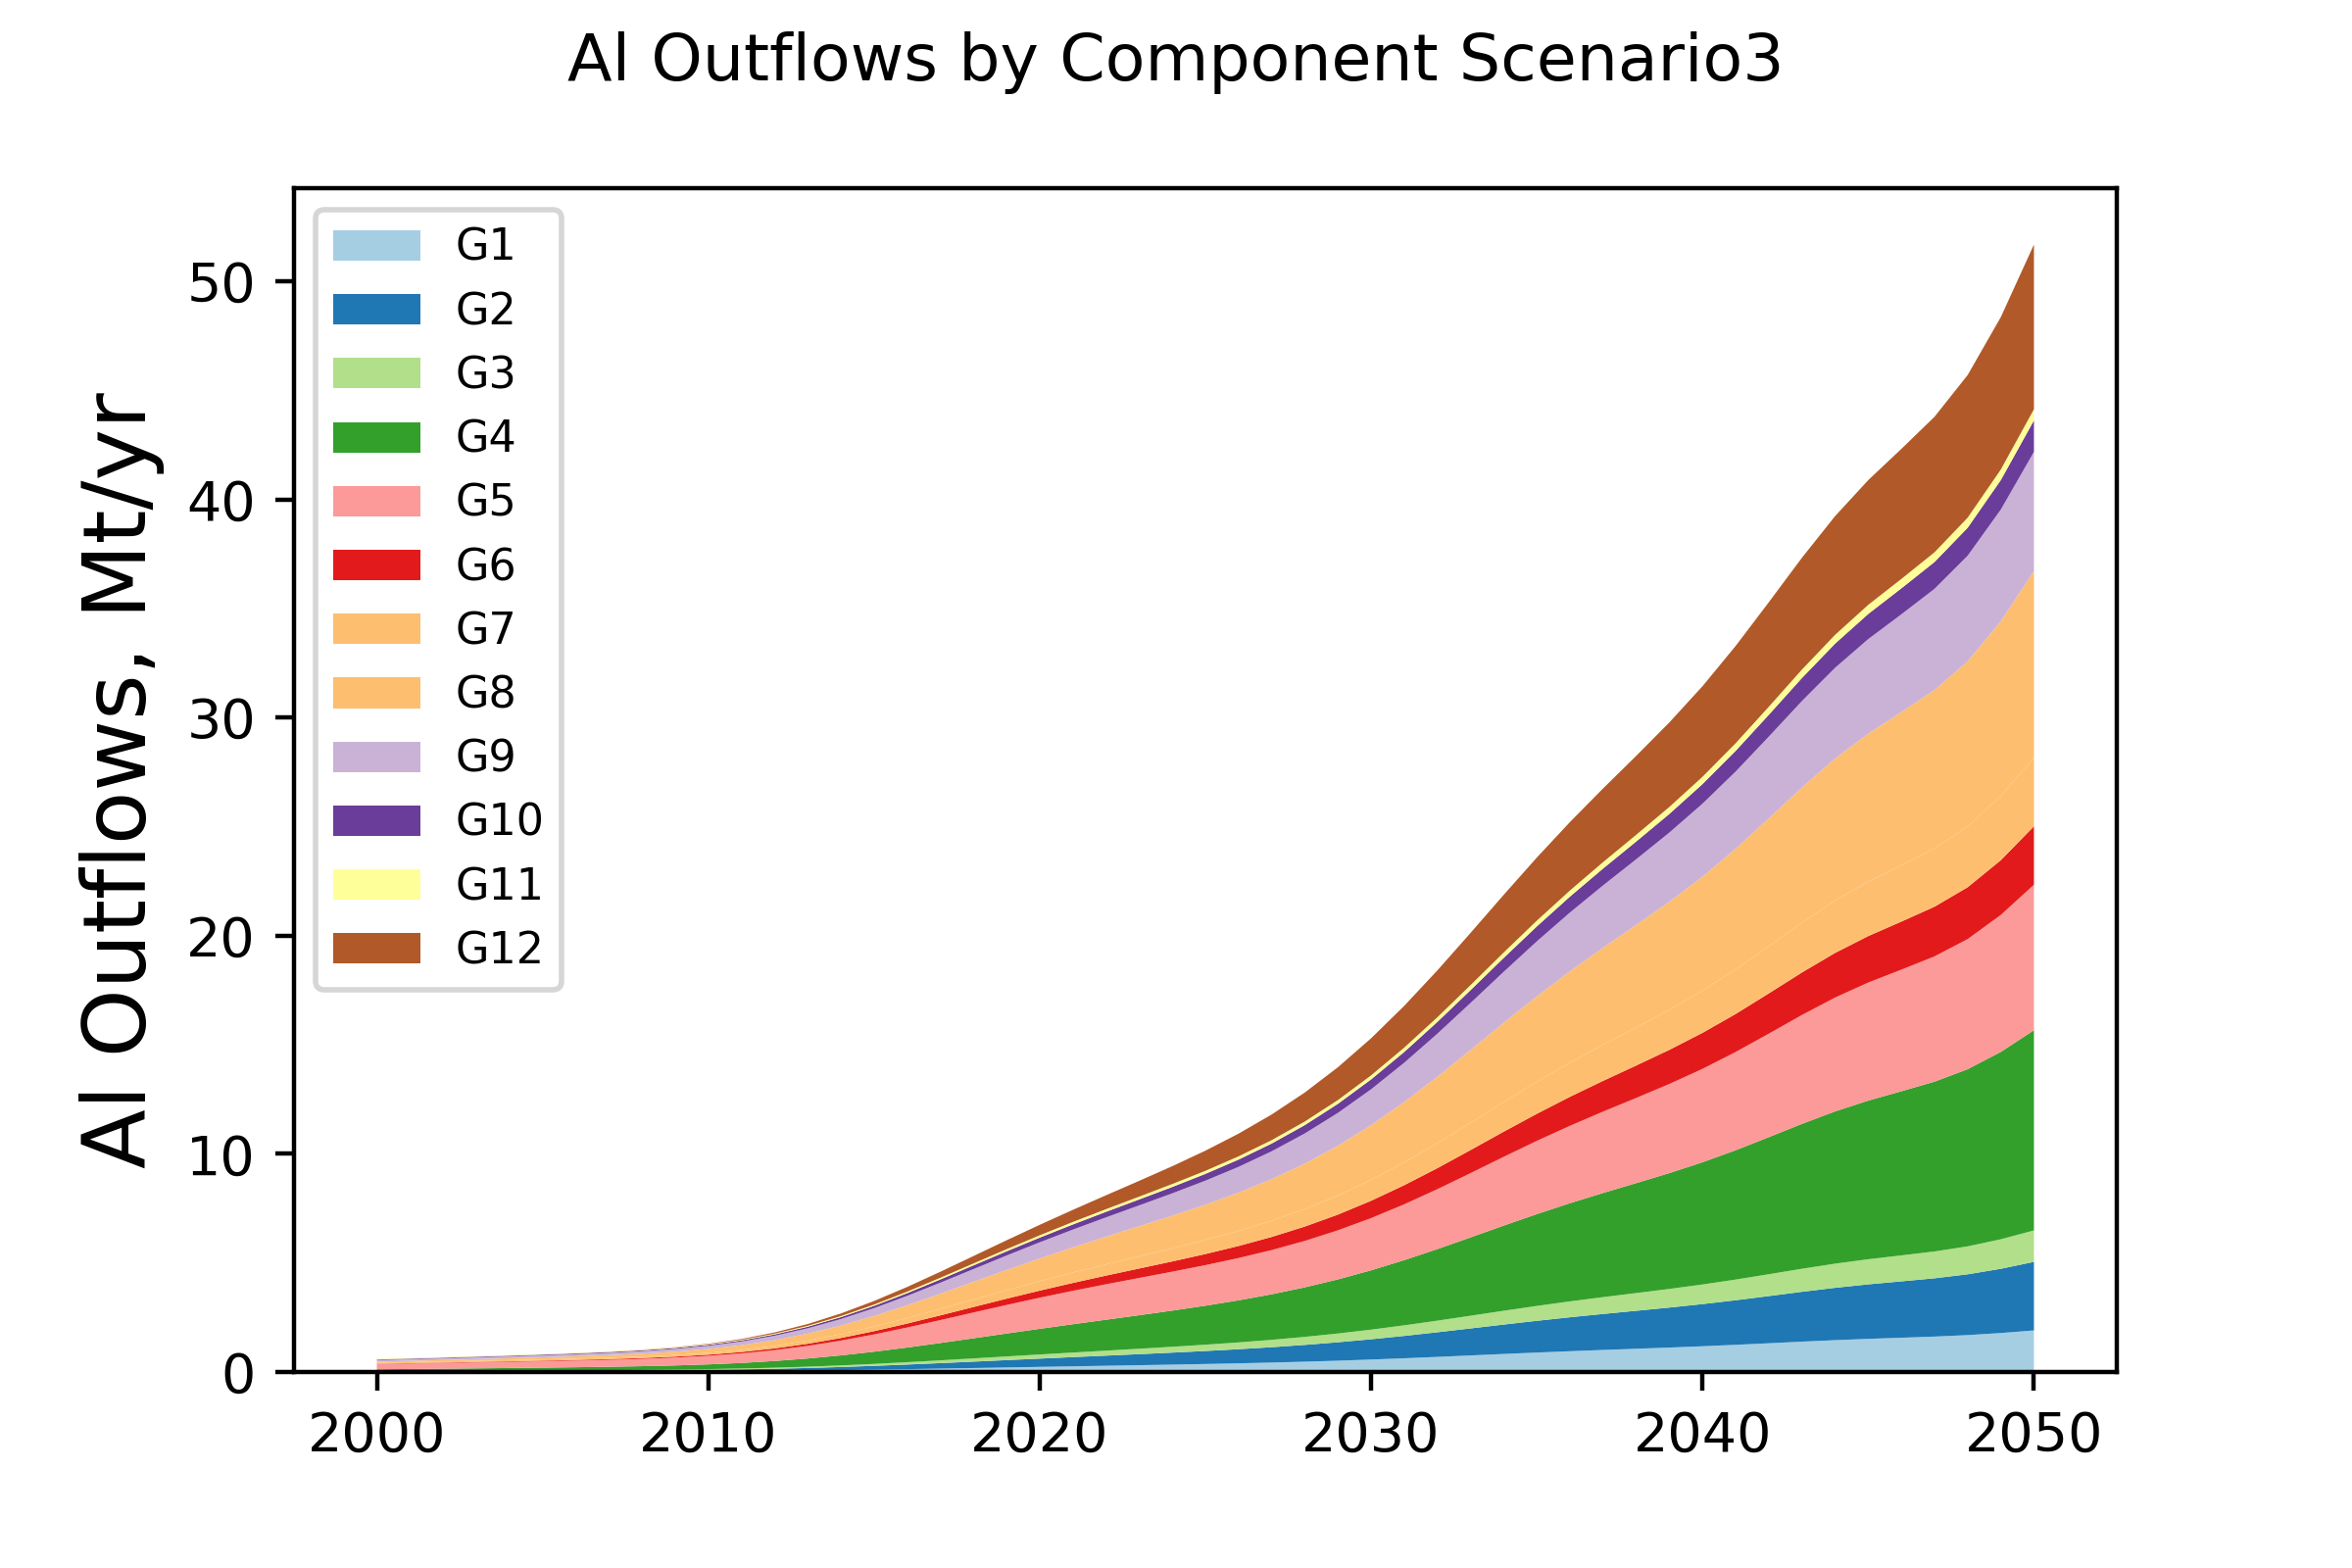 Al Outflows by Component Scenario3
Al Outflows, Mt/yr
50
40
30
20
10
0
G1
G2
G3
G4
G5
G6
G7
G8
G9
G10
G11
G12
2000 2010 2020 2030 2040 2050